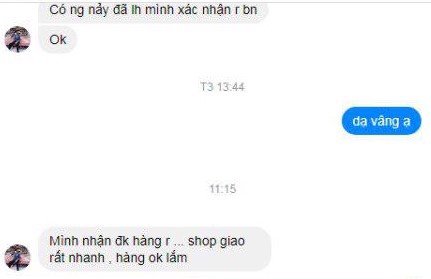 Có ng nảy đã lh mình xác nhận r bn
Ok
T3 13:44
dạ vâng ạ
11:15
Mình nhận đk hàng r ... shop giao
rất nhanh , hàng ok lắm